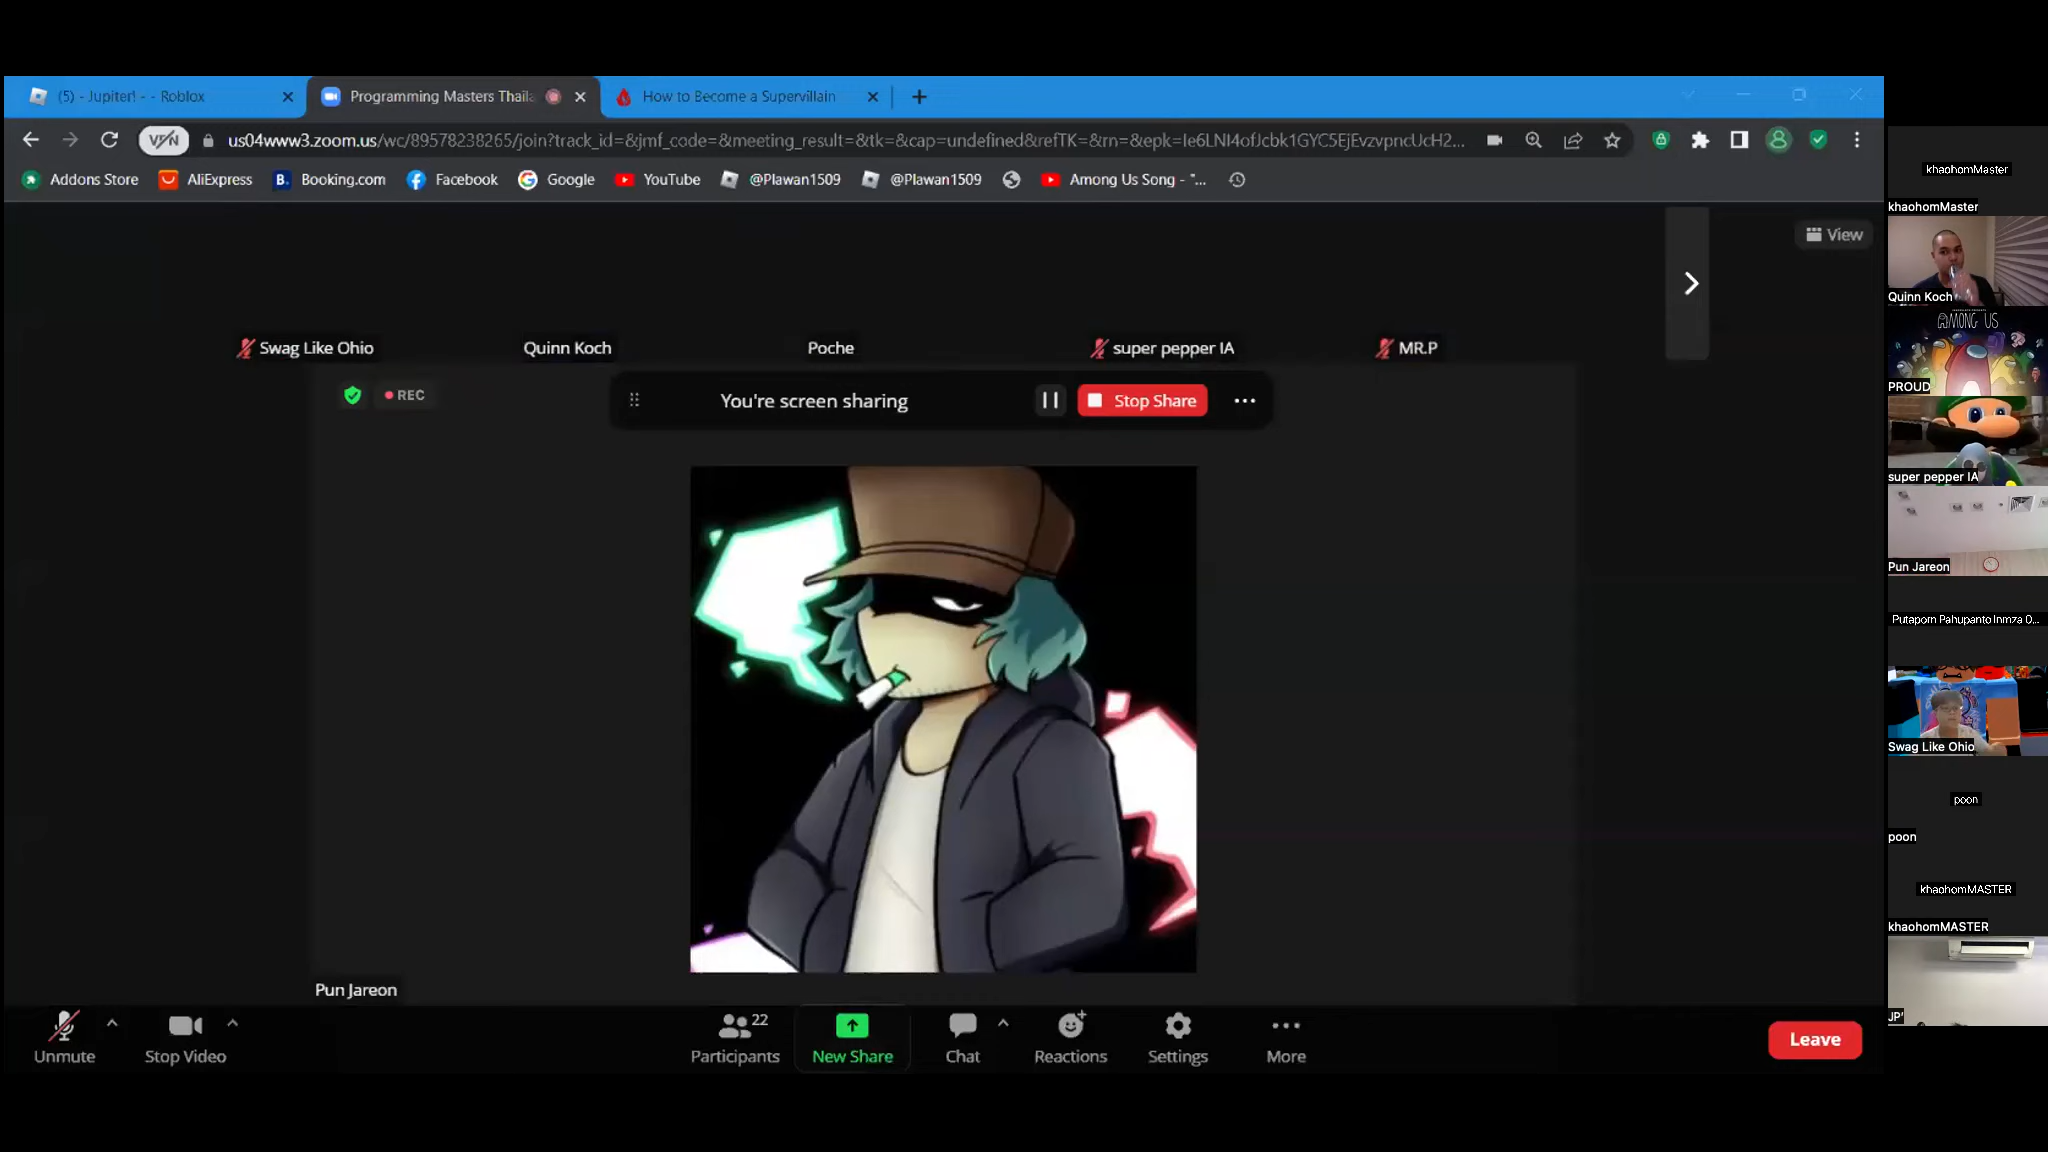 (5) - Jupiter! - - Roblox
Programming Masters Thaila
How to Become a Supervillain
VPN
us04www3.zoom.us/wc/89578238265/join?track_id=&jmf_code=&meeting_result=&tk=&cap=undefined&refTK=&rn=&epk=Ie6LNI4ofJcbk1GYC5EjEvzvpncUcH2...
Addons Store
AliExpress
B.
Booking.com
Facebook
Google
YouTube
@Plawan1509
@Plawan1509
Among Us Song - "...
View
Swag Like Ohio
Quinn Koch
Poche
super pepper IA
MR.P
REC
You're screen sharing
Stop Share
Pun Jareon
Unmute
Stop Video
22
Participants
New Share
Chat
Reactions
Settings
More
Leave
khaohomMaster
khaohomMaster
Quinn Koch
AMONG US
PROUD
super pepper IA
Pun Jareon
Putaporn Pahupanto Inmza 0...
Swag Like Ohio
poon
poon
khaohomMASTER
khaohomMASTER
JP'